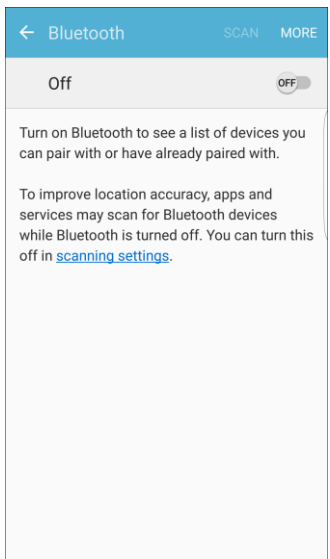 Bluetooth SCAN MORE
Off OFF
Turn on Bluetooth to see a list of devices you
can pair with or have already paired with.
To improve location accuracy, apps and
services may scan for Bluetooth devices
while Bluetooth is turned off. You can turn this
off in scanning settings.